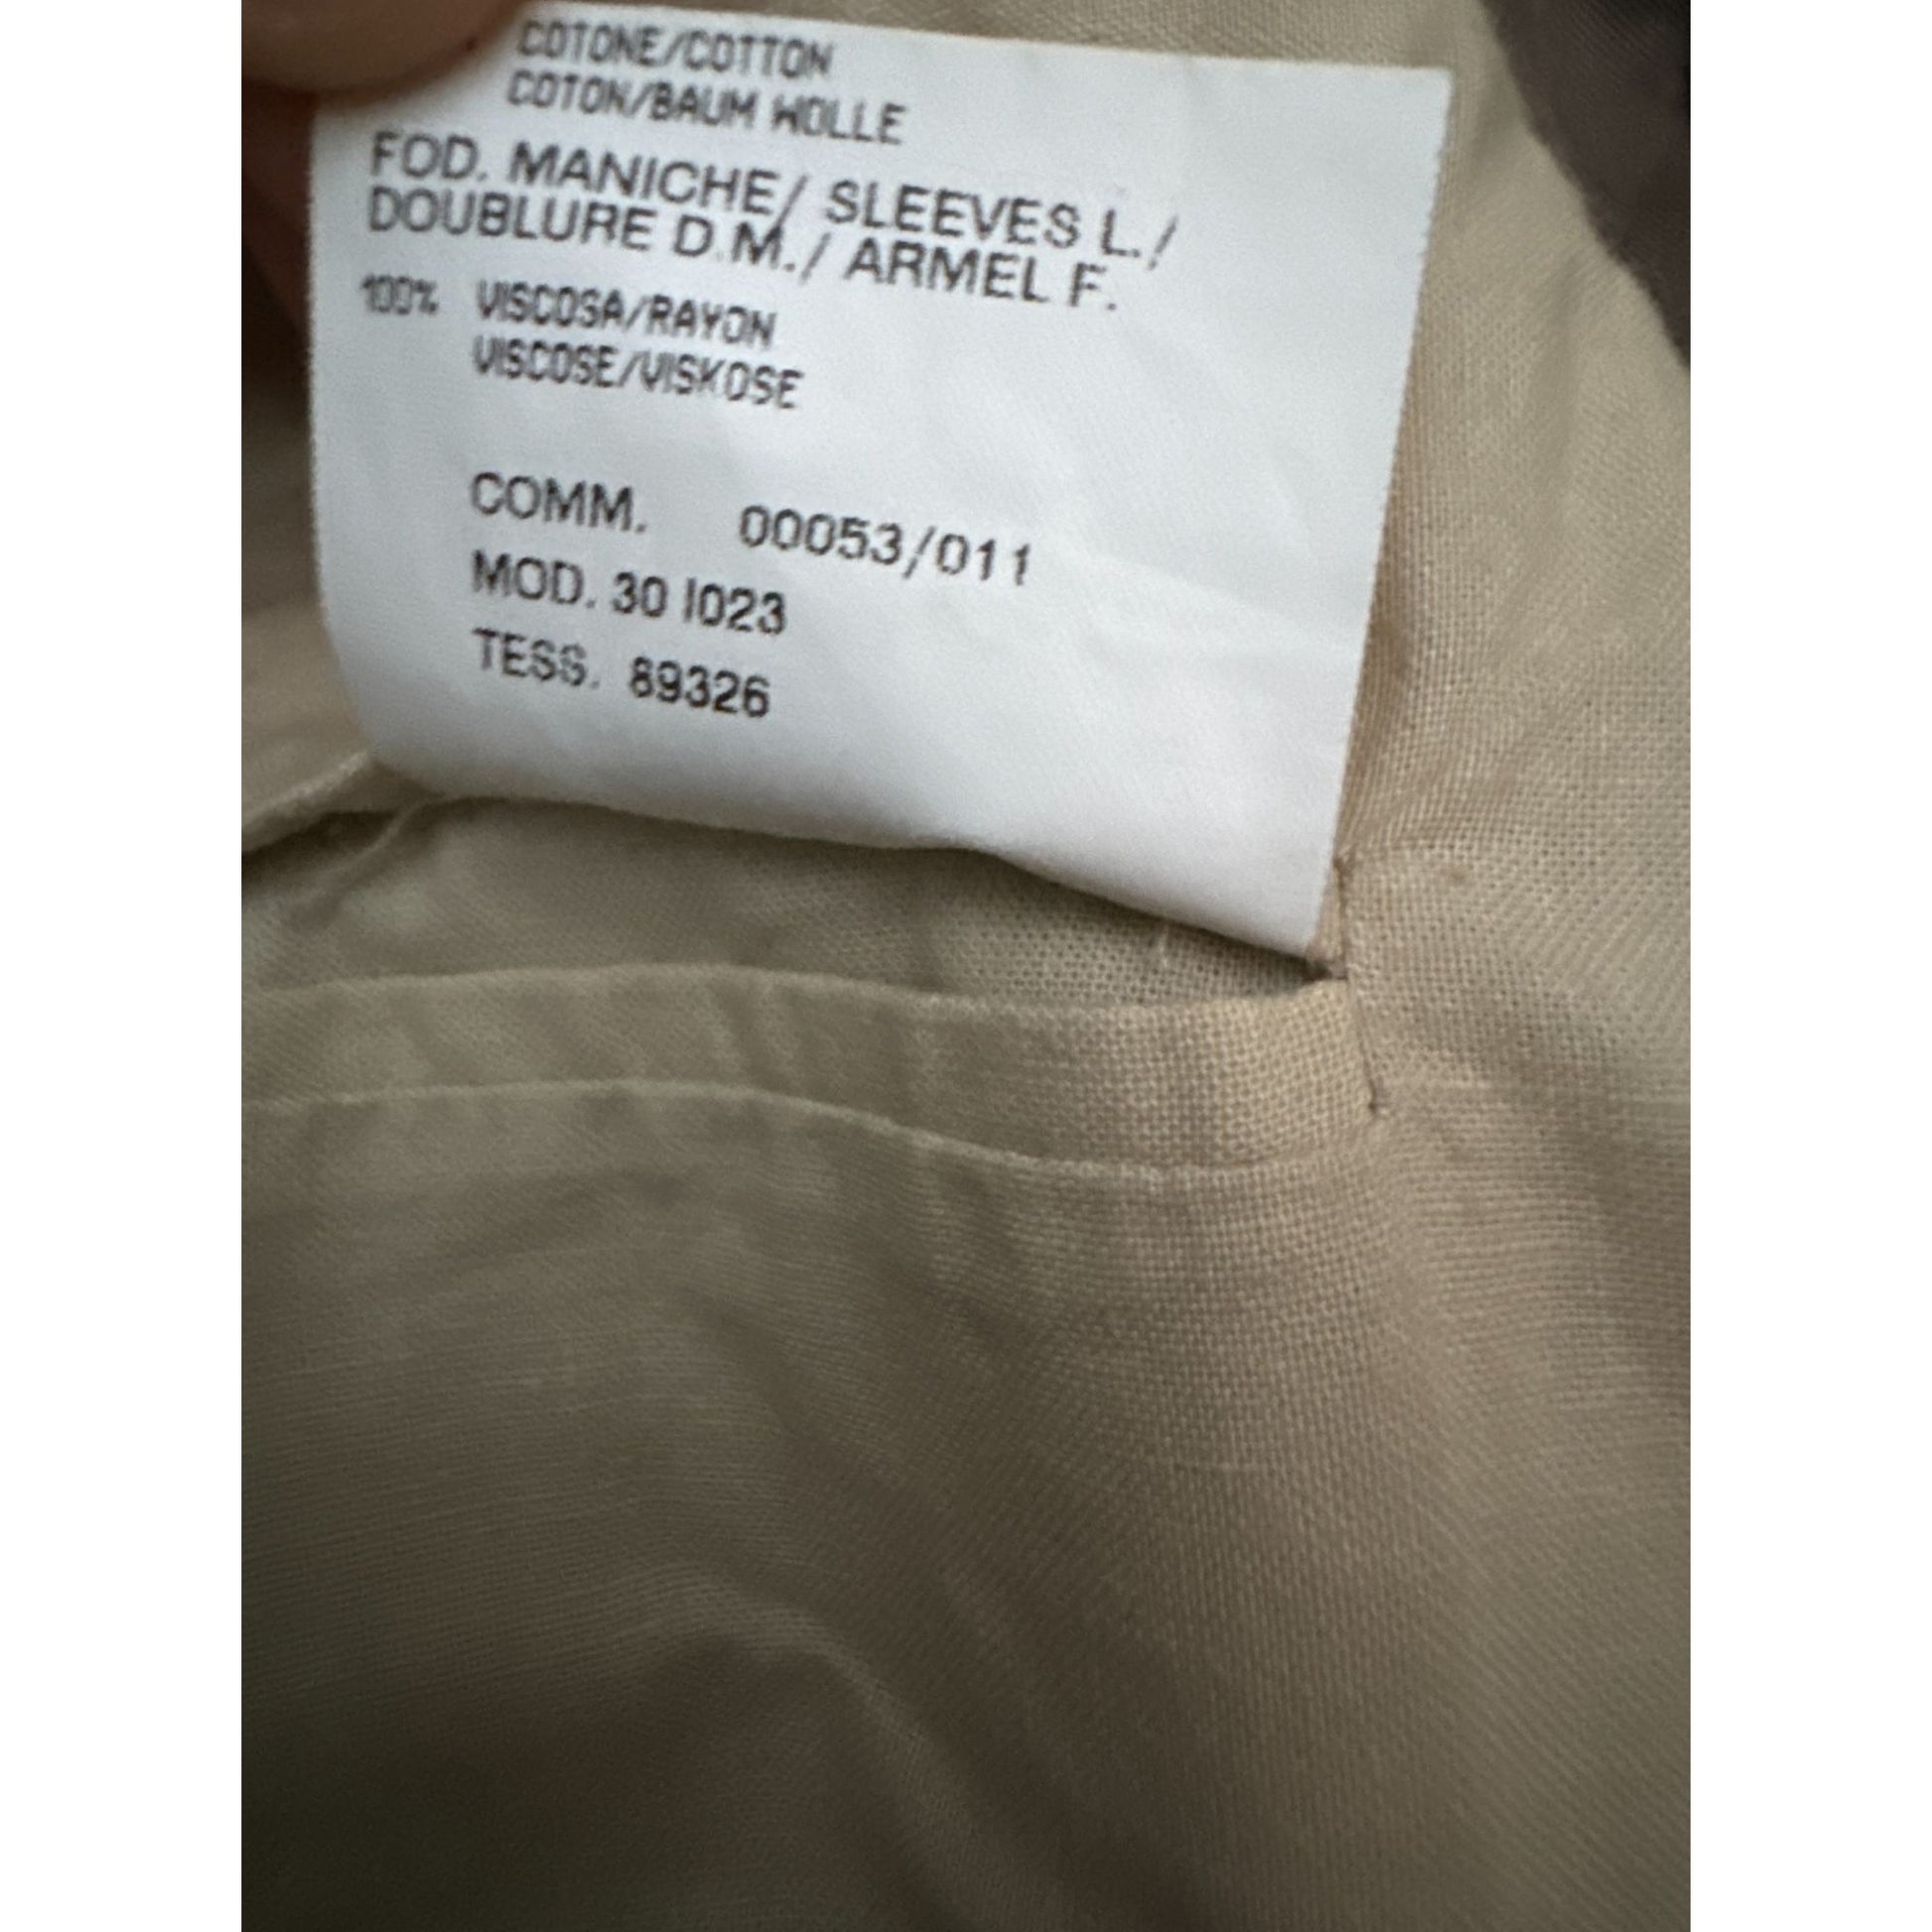 COTONE/COTTON
COTON/BAUM WOLLE
FOD. MANICHE/ SLEEVES L./
DOUBLURE D.M./ ARMEL F.
100% VISCOSA/RAYON
VISCOSE/VISKOSE
COMM. 00053/011
MOD. 30 I023
TESS. 89326